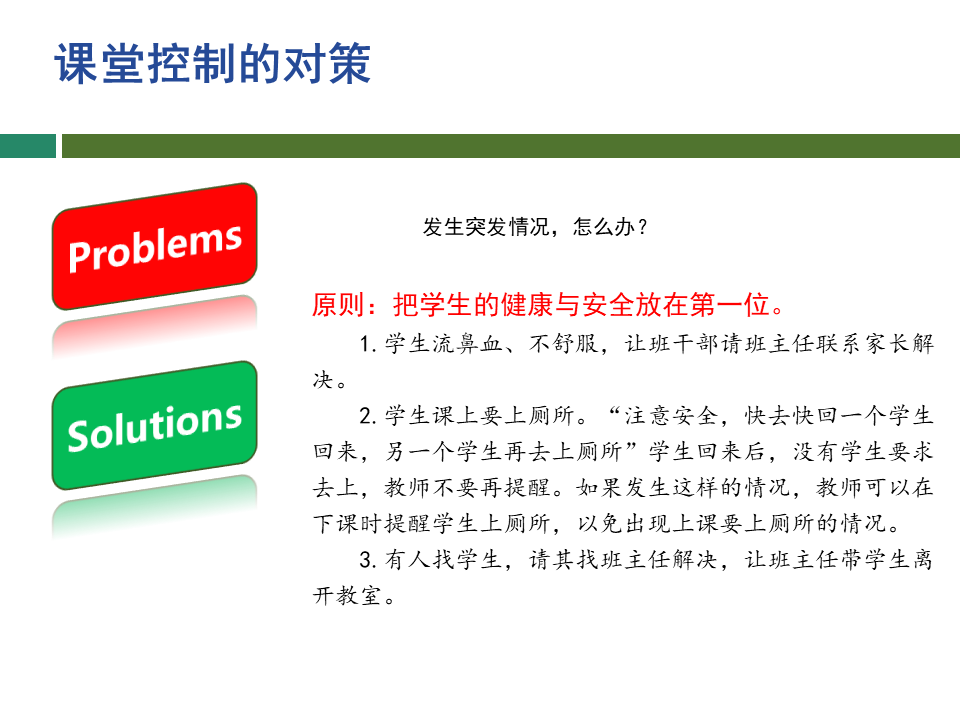 课堂控制的对策
Problems
发生突发情况，怎么办？
原则：把学生的健康与安全放在第一位。
1.学生流鼻血、不舒服，让班干部请班主任联系家长解
决。
Solutions
2.学生课上要上厕所。“注意安全，快去快回一个学生
回来，另一个学生再去上厕所”学生回来后，没有学生要求
去上，教师不要再提醒。如果发生这样的情况，教师可以在
下课时提醒学生上厕所，以免出现上课要上厕所的情况。
3.有人找学生，请其找班主任解决，让班主任带学生离
开教室。